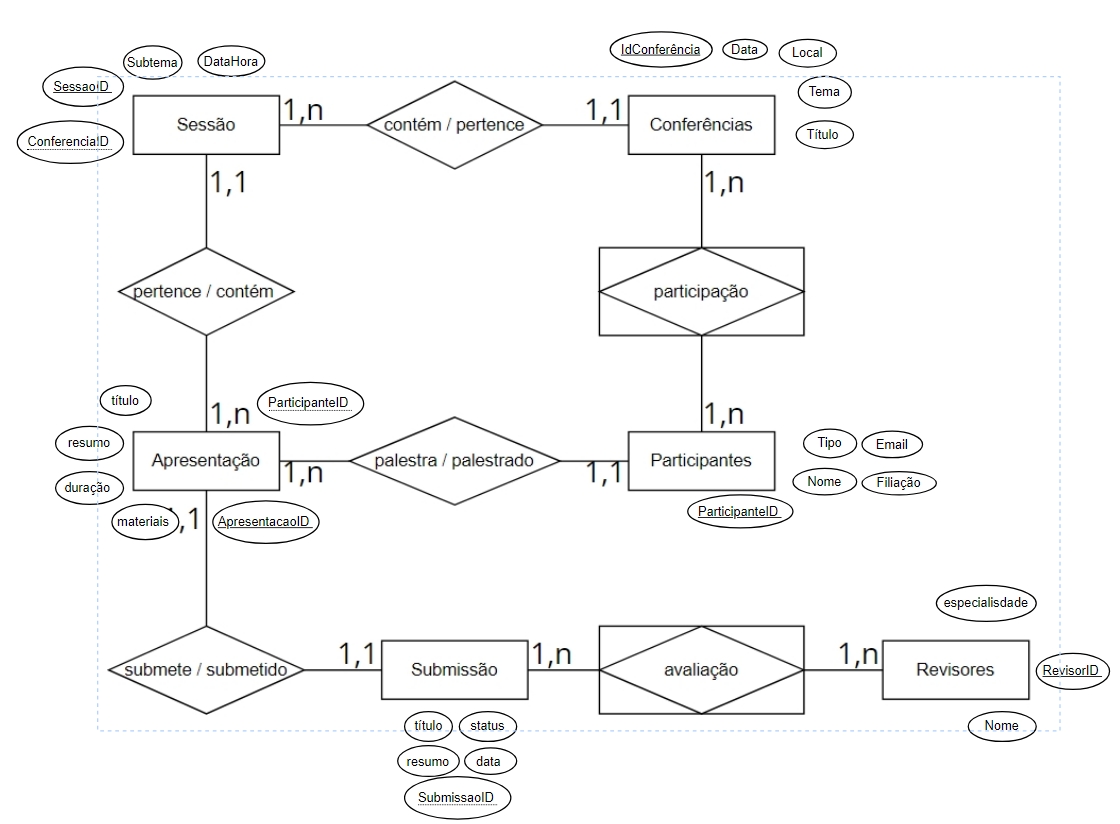 IdConferência
Data
Local
Subtema
DataHora
SessaoID
Tema
Sessão
1,n
contém / pertence
1,1
Conferências
Título
ConferenciaID
1,1
1,n
pertence / contém
participação
título
ParticipanteID
1,n
1,n
resumo
Apresentação
1,n
palestra / palestrado
1,1
Participantes
Tipo
Email
Nome
Filiação
duração
materiais
,1
ApresentacaoID
ParticipanteID
especialisdade
submete / submetido
1,1
Submissão
1,n
avaliação
1,n
Revisores
RevisorID
título
status
Nome
resumo
data
SubmissaoID